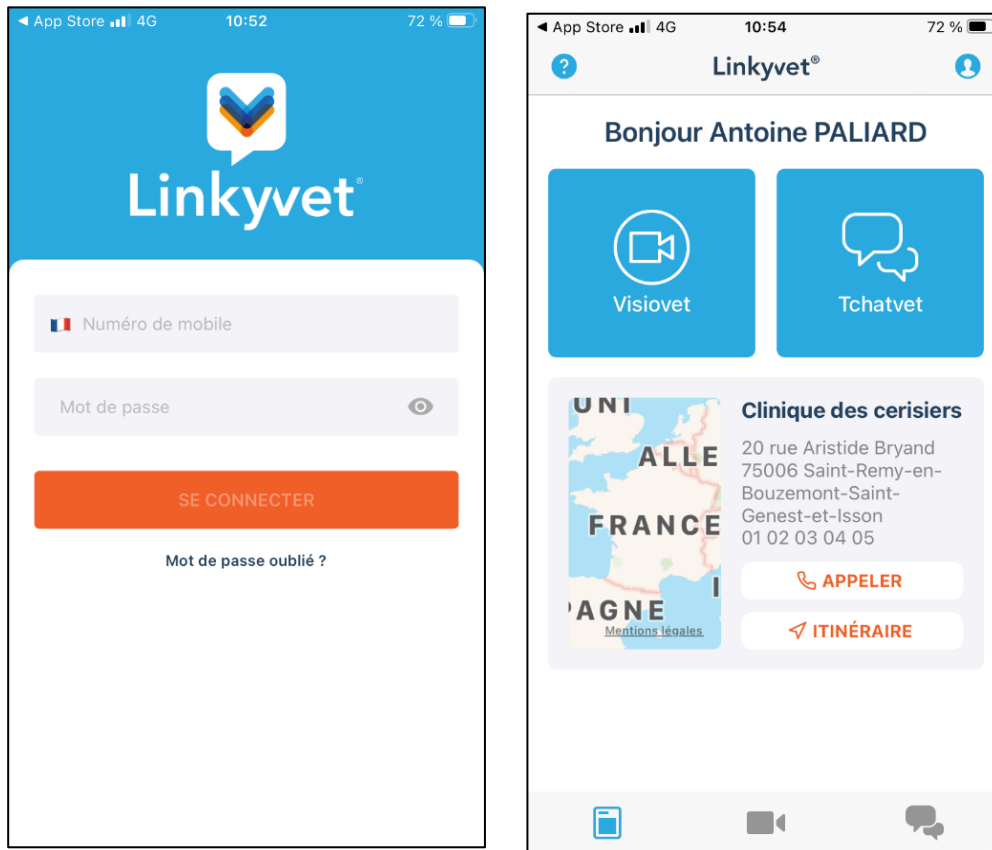 ◀ App Store 4G 10:52 72 %
Linkyvet®
Numéro de mobile
Mot de passe
SE CONNECTER
Mot de passe oublié ?
◀ App Store 4G 10:54 72 %
? Linkyvet®
Bonjour Antoine PALIARD
Visiovet
Tchatvet
UNI
ALLE
FRANCE
I
PAGNE
Mentions légales
Clinique des cerisiers
20 rue Aristide Bryand
75006 Saint-Remy-en-
Bouzemont-Saint-
Genest-et-Isson
01 02 03 04 05
APPELER
ITINÉRAIRE